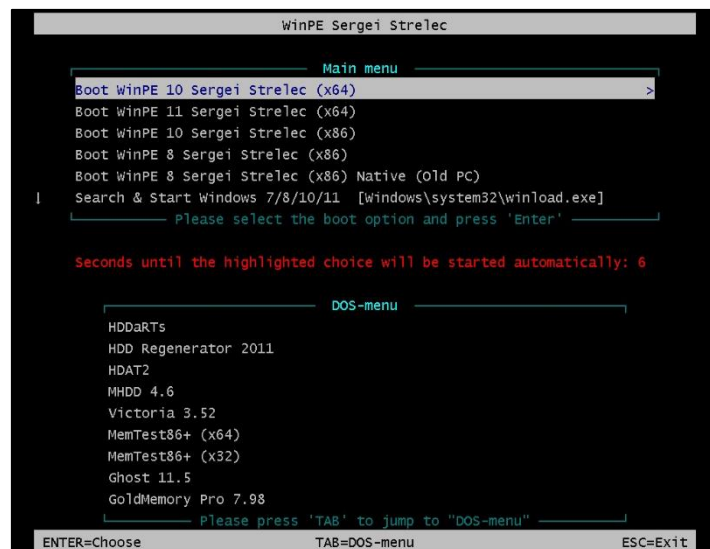 WinPE Sergei Strelec
Main menu
Boot WinPE 10 Sergei Strelec (x64) >
Boot WinPE 11 Sergei Strelec (x64)
Boot WinPE 10 Sergei Strelec (x86)
Boot WinPE 8 Sergei Strelec (x86)
Boot WinPE 8 Sergei Strelec (x86) Native (Old PC)
↓ Search & Start Windows 7/8/10/11 [Windows\system32\winload.exe]
Please select the boot option and press 'Enter'
Seconds until the highlighted choice will be started automatically: 6
DOS-menu
HDDaRTs
HDD Regenerator 2011
HDAT2
MHDD 4.6
Victoria 3.52
MemTest86+ (x64)
MemTest86+ (x32)
Ghost 11.5
GoldMemory Pro 7.98
Please press 'TAB' to jump to "DOS-menu"
ENTER=Choose TAB=DOS-menu ESC=Exit